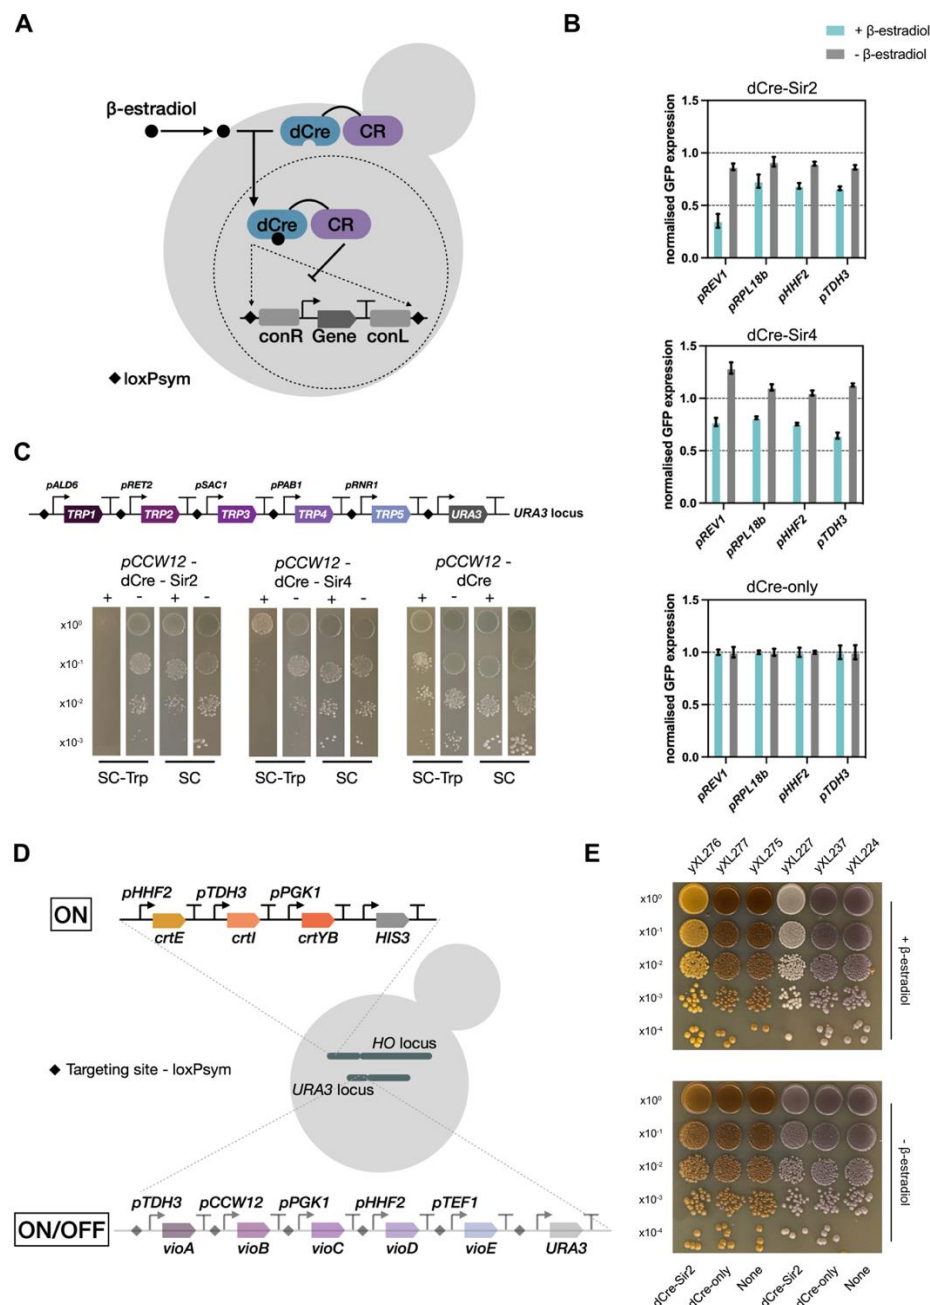 A
β-estradiol
dCre
CR
dCre
CR
conR
Gene
conL
loxPsym
B
+ β-estradiol
- β-estradiol
dCre-Sir2
normalised GFP expression
1.5
1.0
0.5
0.0
pREV1
pRPL18b
pHHF2
pTDH3
dCre-Sir4
normalised GFP expression
1.5
1.0
0.5
0.0
pREV1
pRPL18b
pHHF2
pTDH3
dCre-only
normalised GFP expression
1.5
1.0
0.5
0.0
pREV1
pRPL18b
pHHF2
pTDH3
C
pALD6 pRET2 pSAC1 pPAB1 pRNR1
TRP1 TRP2 TRP3 TRP4 TRP5 URA3 URA3 locus
pCCW12 -
dCre - Sir2
pCCW12 -
dCre - Sir4
pCCW12 -
dCre
+ - + -
+ - + -
+ - + -
x10⁰
x10⁻¹
x10⁻²
x10⁻³
SC-Trp SC
SC-Trp SC
SC-Trp SC
D
ON
pHHF2 pTDH3 pPGK1
crtE crtI crtYB HIS3
HO locus
URA3 locus
Targeting site - loxPsym
ON/OFF
pTDH3 pCCW12 pPGK1 pHHF2 pTEF1
vioA vioB vioC vioD vioE URA3
E
yXL276 yXL277 yXL275 yXL227 yXL237 yXL224
x10⁰
x10⁻¹
x10⁻²
x10⁻³
x10⁻⁴
+ β-estradiol
x10⁰
x10⁻¹
x10⁻²
x10⁻³
x10⁻⁴
- β-estradiol
dCre-Sir2 dCre-only None dCre-Sir2 dCre-only None